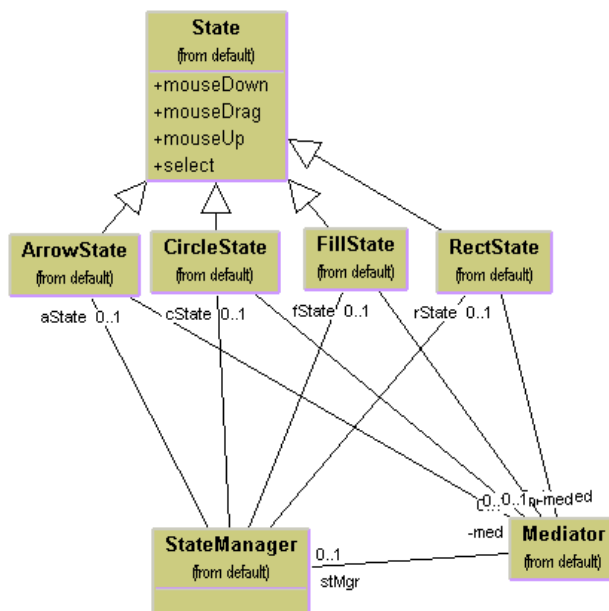 State
(from default)
+mouseDown
+mouseDrag
+mouseUp
+select
ArrowState
(from default)
CircleState
(from default)
FillState
(from default)
RectState
(from default)
aState 0..1
cState 0..1
fState 0..1
rState 0..1
0..1
-med
StateManager
(from default)
0..1
stMgr
Mediator
(from default)